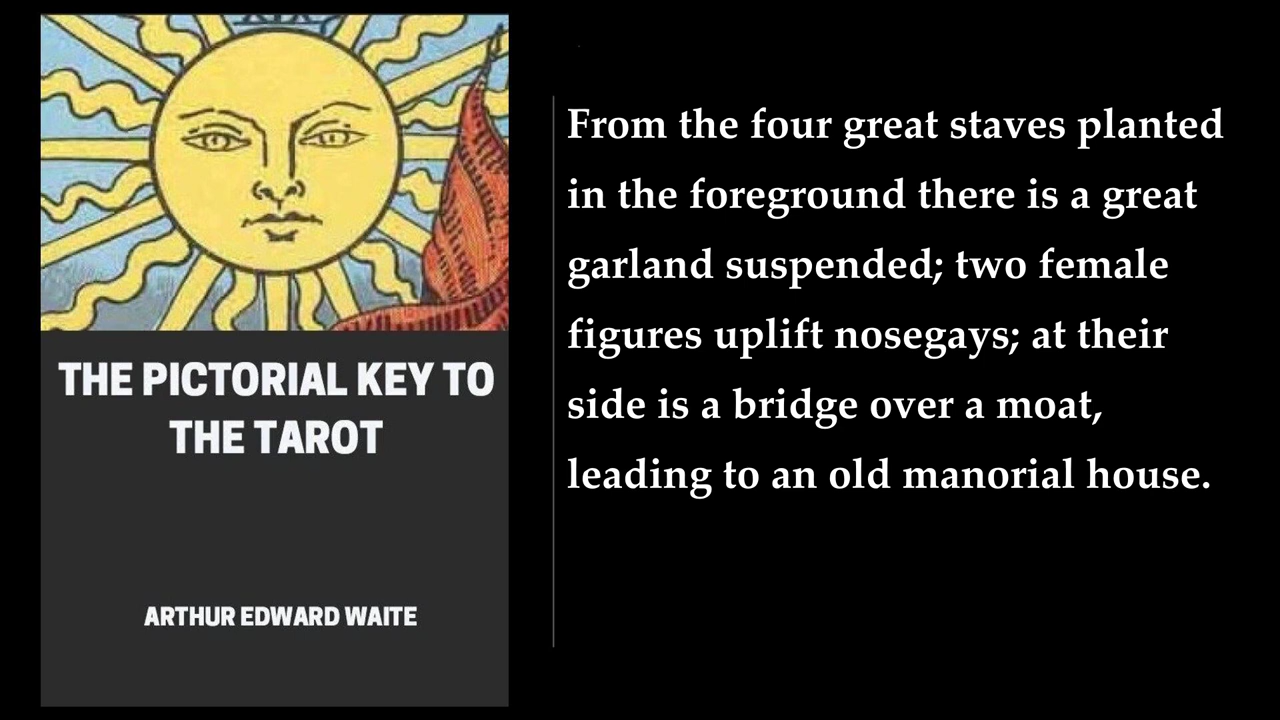 XIX
THE PICTORIAL KEY TO
THE TAROT
ARTHUR EDWARD WAITE
From the four great staves planted
in the foreground there is a great
garland suspended; two female
figures uplift nosegays; at their
side is a bridge over a moat,
leading to an old manorial house.